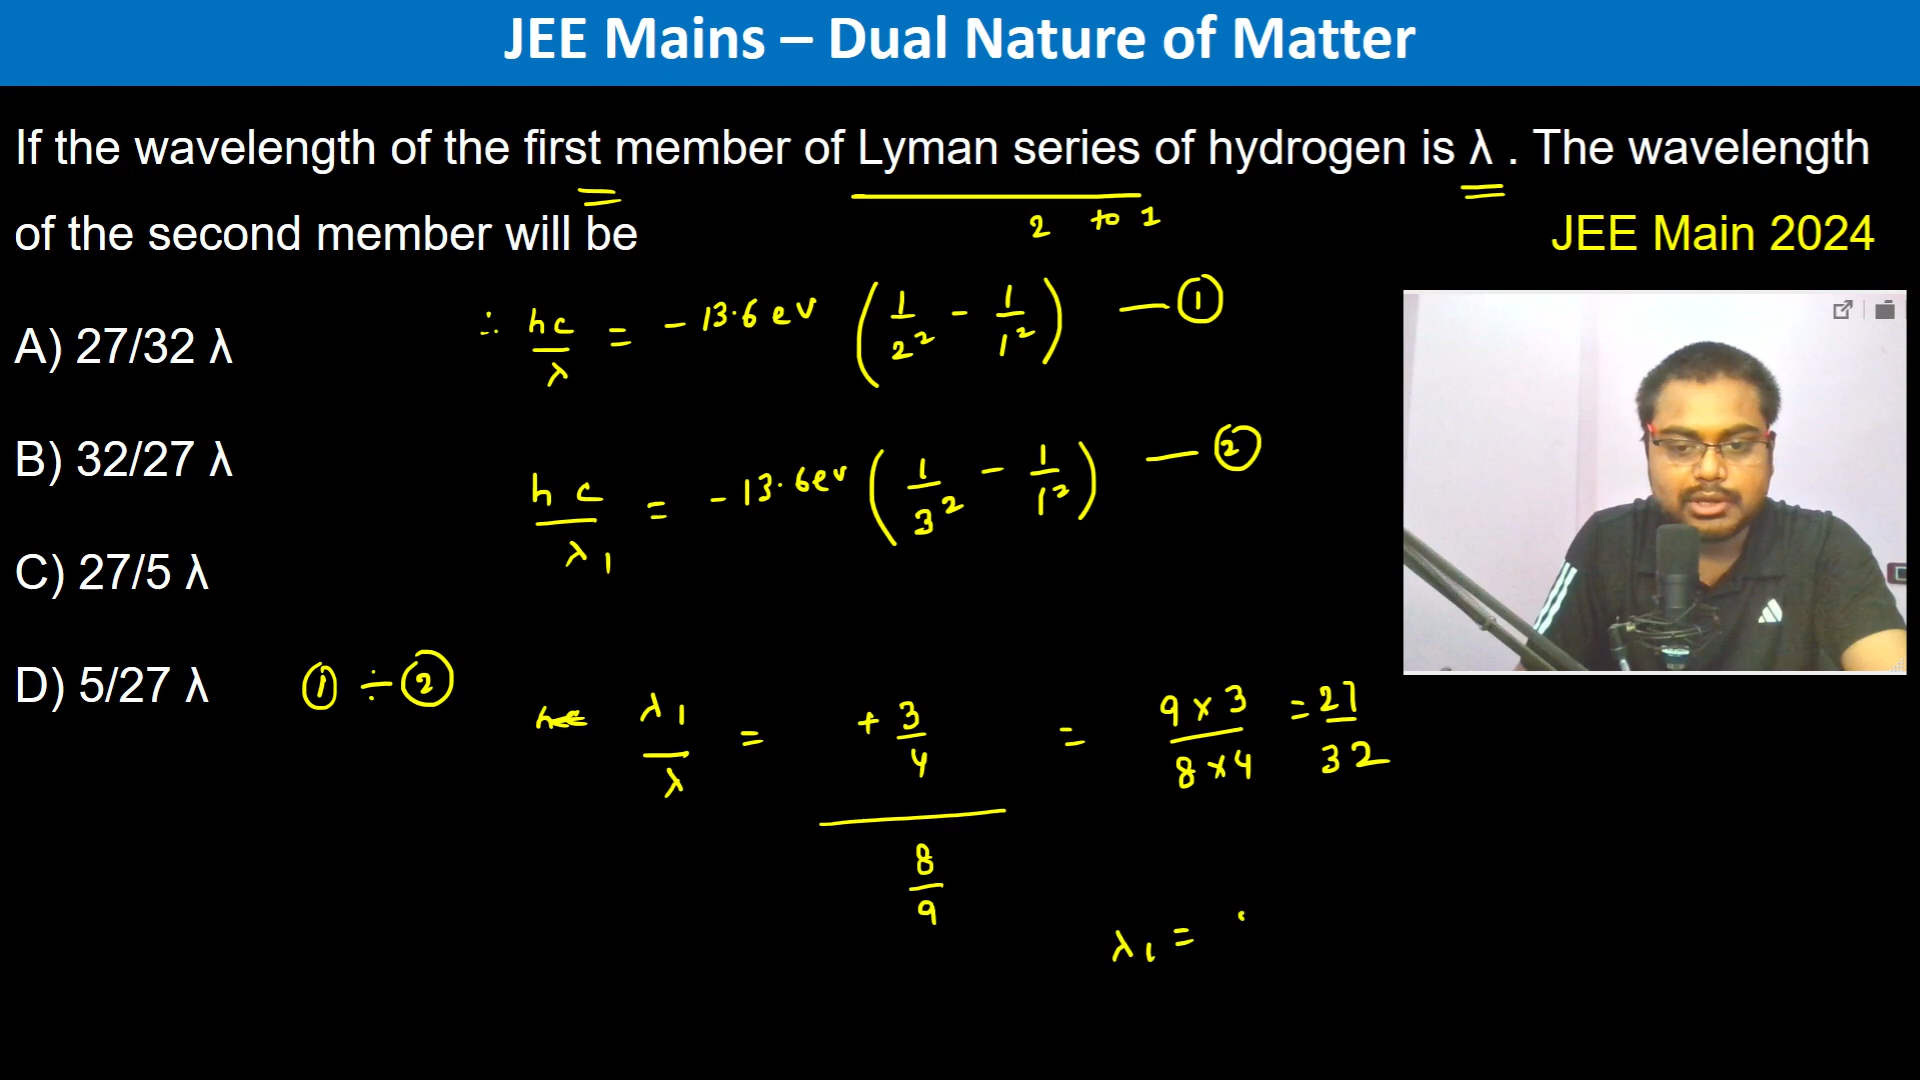 JEE Mains – Dual Nature of Matter
If the wavelength of the first member of Lyman series of hydrogen is λ . The wavelength
of the second member will be
2 to 1
JEE Main 2024
A) 27/32 λ
∴ hc/λ = - 13.6 ev (1/2² - 1/1²) — ①
B) 32/27 λ
hc/λ₁ = - 13.6ev (1/3² - 1/1²) — ②
C) 27/5 λ
D) 5/27 λ
① ÷ ②
λ₁/λ = + 3/4 / 8/9 = 9 x 3 / 8 x 4 = 27/32
λ₁ =